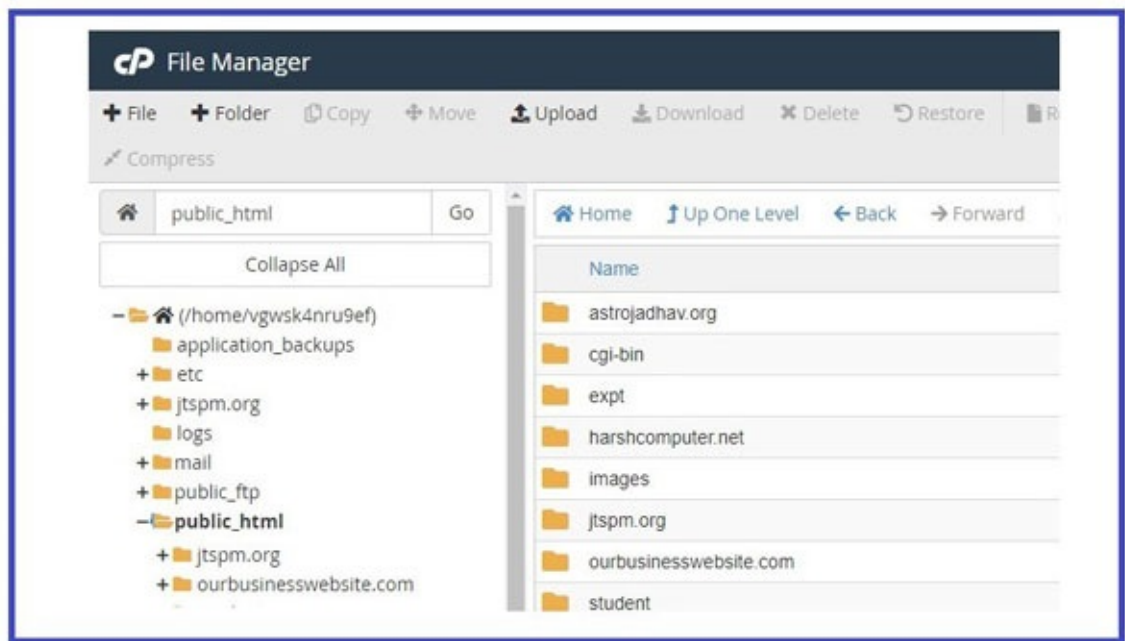 cP File Manager
File Folder Copy Move Upload Download Delete Restore
Compress
public_html Go
Collapse All
(/home/vgwsk4nru9ef)
application_backups
etc
jtspm.org
logs
mail
public_ftp
public_html
jtspm.org
ourbusinesswebsite.com
Home Up One Level Back Forward
Name
astrojadhav.org
cgi-bin
expt
harshcomputer.net
images
jtspm.org
ourbusinesswebsite.com
student